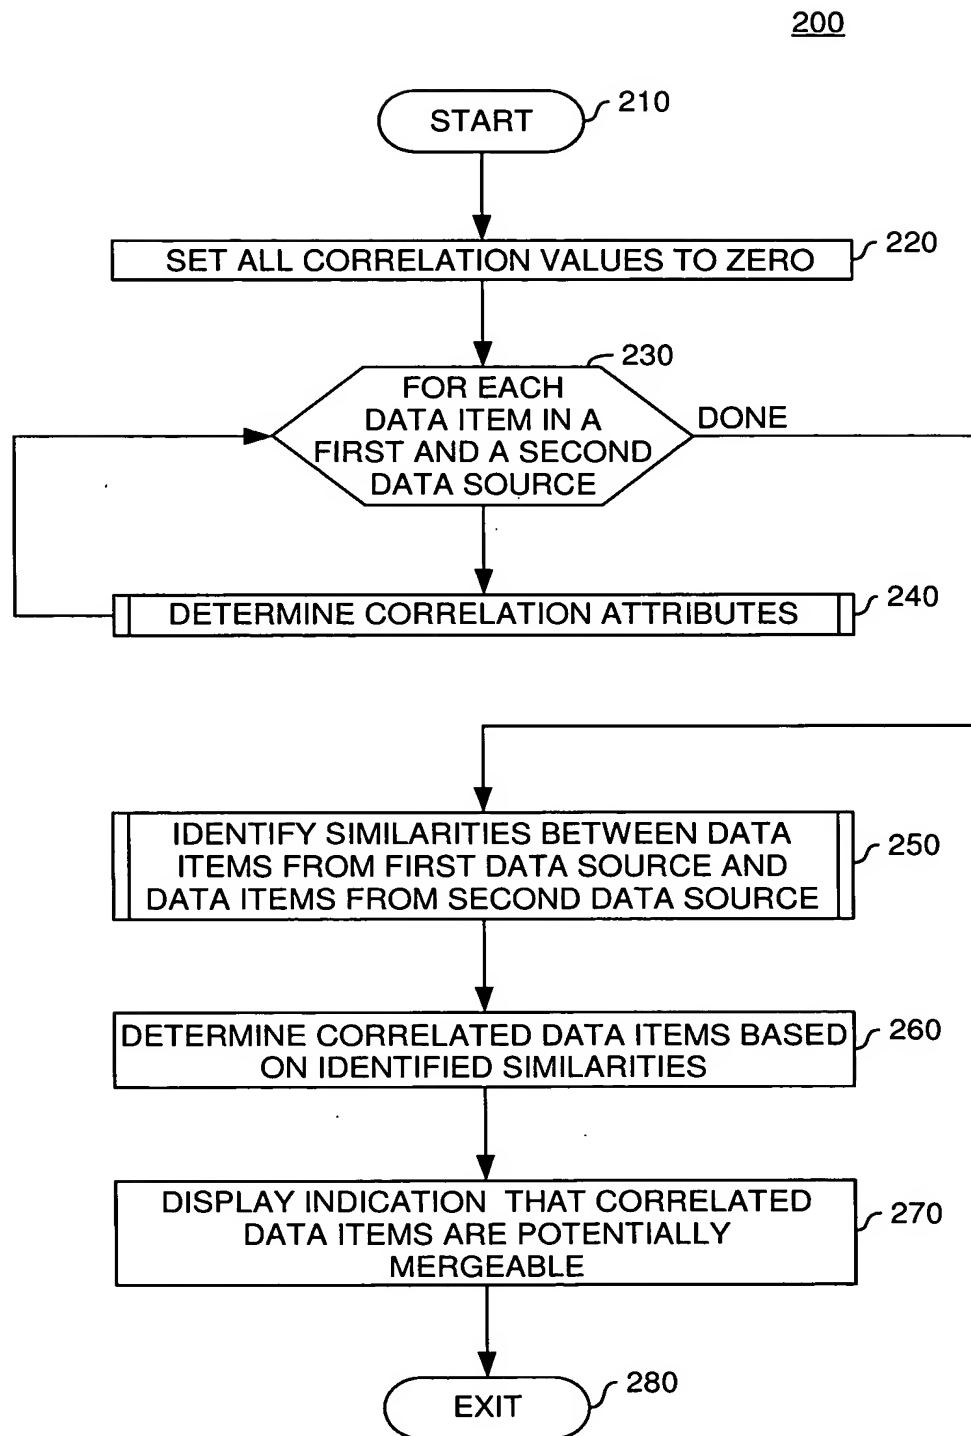 200
START
210
SET ALL CORRELATION VALUES TO ZERO
220
230
FOR EACH
DATA ITEM IN A
FIRST AND A SECOND
DATA SOURCE
DONE
DETERMINE CORRELATION ATTRIBUTES
240
IDENTIFY SIMILARITIES BETWEEN DATA
ITEMS FROM FIRST DATA SOURCE AND
DATA ITEMS FROM SECOND DATA SOURCE
250
DETERMINE CORRELATED DATA ITEMS BASED
ON IDENTIFIED SIMILARITIES
260
DISPLAY INDICATION THAT CORRELATED
DATA ITEMS ARE POTENTIALLY
MERGEABLE
270
EXIT
280